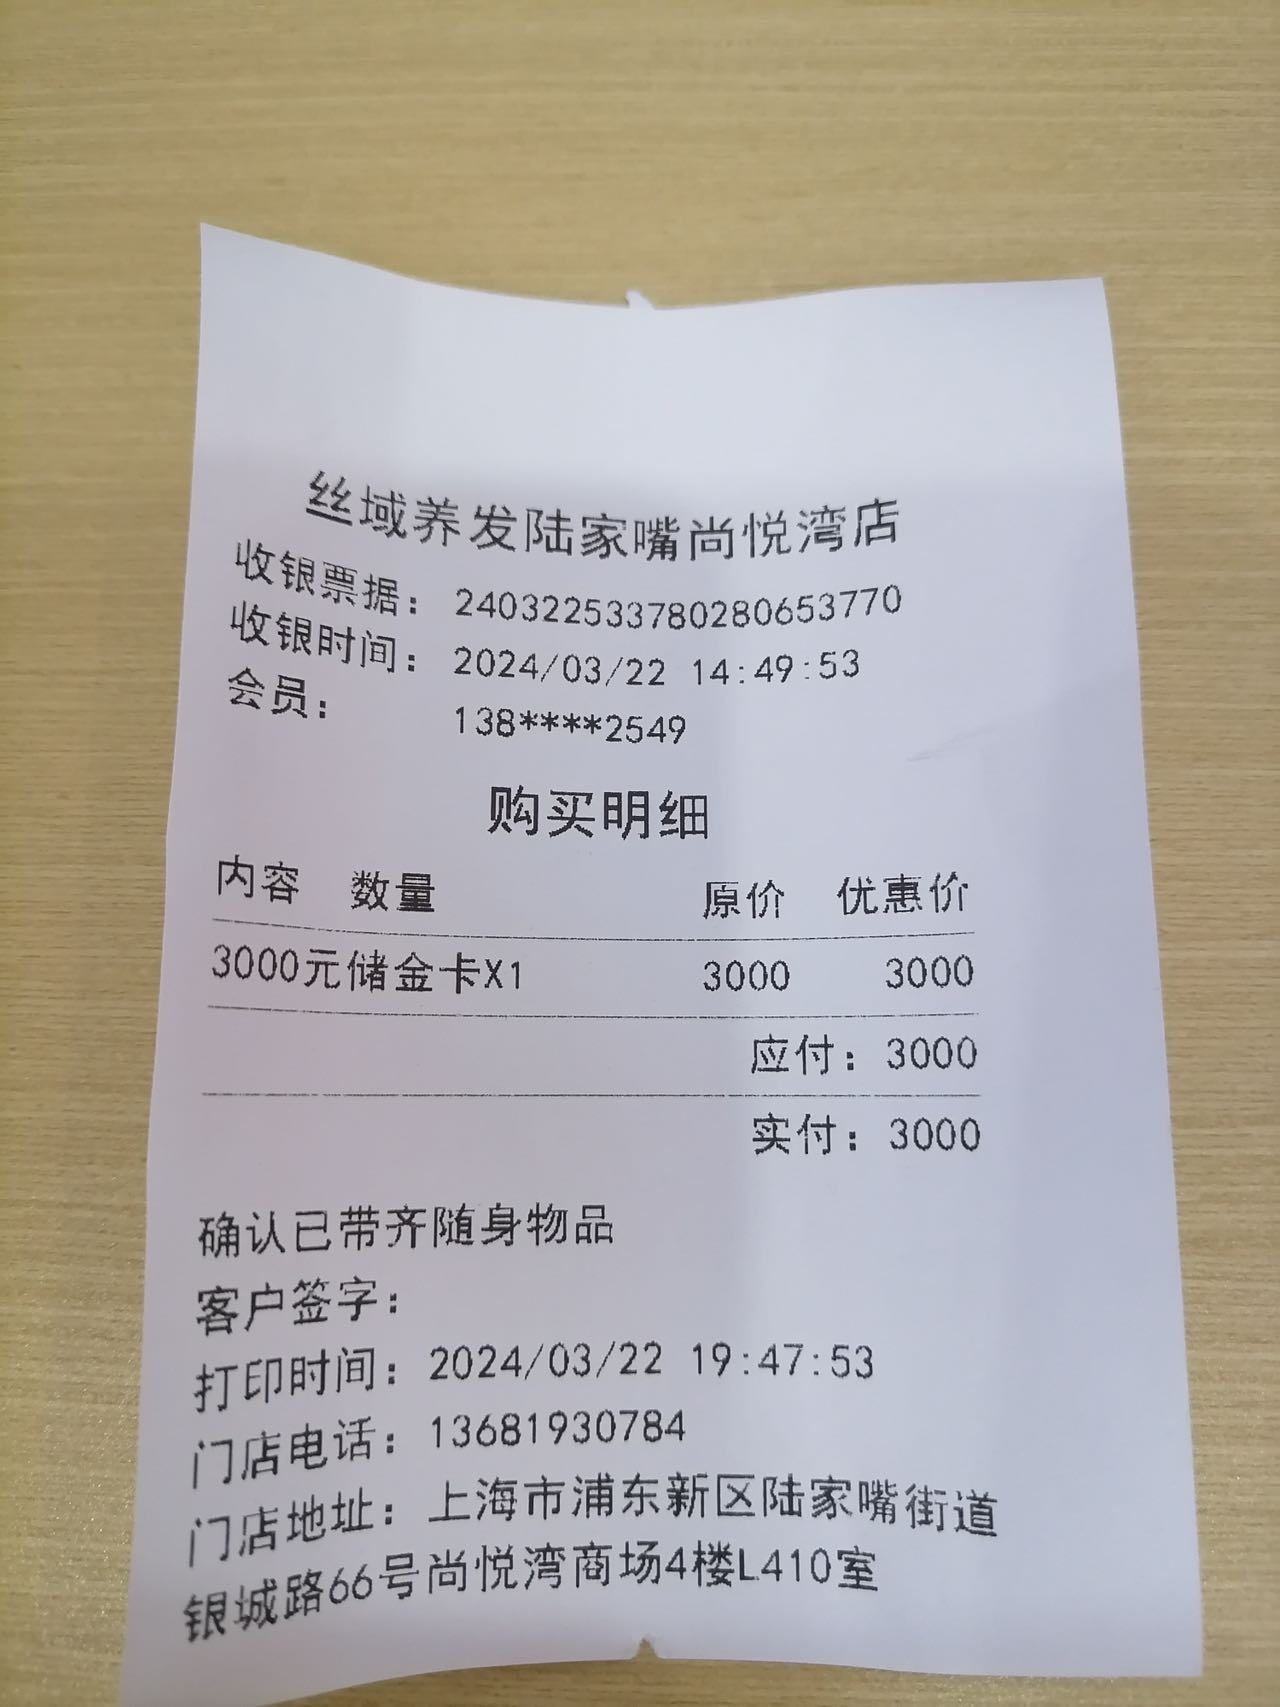 丝域养发陆家嘴尚悦湾店
收银票据： 240322533780280653770
收银时间： 2024/03/22 14:49:53
会员： 138****2549
购买明细
内容 数量 原价 优惠价
3000元储金卡X1 3000 3000
应付：3000
实付：3000
确认已带齐随身物品
客户签字：
打印时间：2024/03/22 19:47:53
门店电话：13681930784
门店地址：上海市浦东新区陆家嘴街道
银城路66号尚悦湾商场4楼L410室